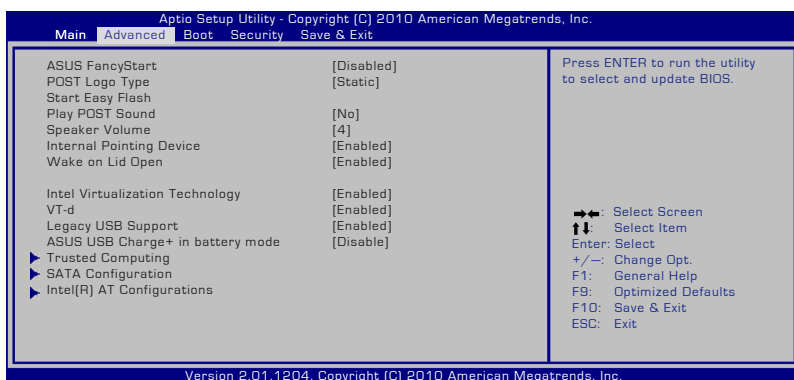 Aptio Setup Utility - Copyright (C) 2010 American Megatrends, Inc.
Main Advanced Boot Security Save & Exit
ASUS FancyStart [Disabled]
POST Logo Type [Static]
Start Easy Flash
Play POST Sound [No]
Speaker Volume [4]
Internal Pointing Device [Enabled]
Wake on Lid Open [Enabled]
Intel Virtualization Technology [Enabled]
VT-d [Enabled]
Legacy USB Support [Enabled]
ASUS USB Charge+ in battery mode [Disable]
Trusted Computing
SATA Configuration
Intel(R) AT Configurations
Press ENTER to run the utility
to select and update BIOS.
→←: Select Screen
↑↓: Select Item
Enter: Select
+/—: Change Opt.
F1: General Help
F9: Optimized Defaults
F10: Save & Exit
ESC: Exit
Version 2.01.1204. Copyright (C) 2010 American Megatrends, Inc.